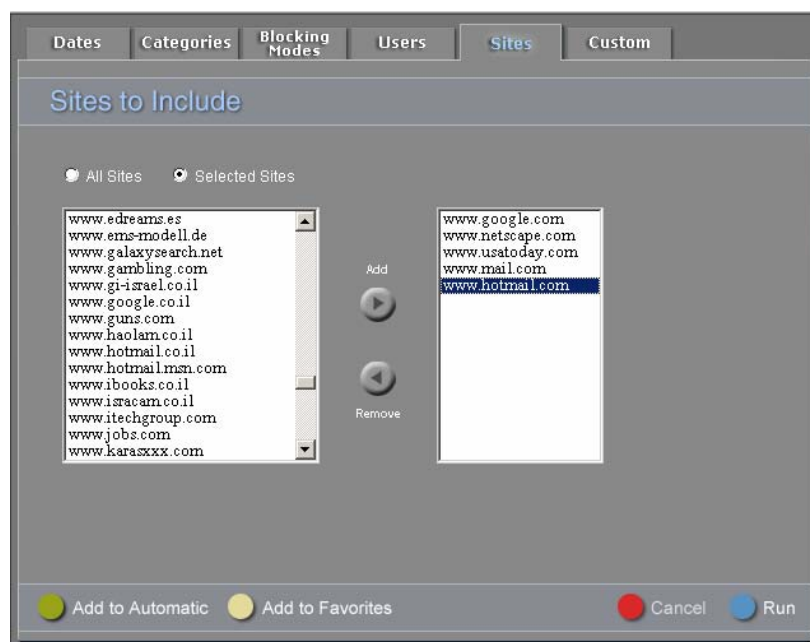 Dates
Categories
Blocking
Modes
Users
Sites
Custom
Sites to Include
All Sites
Selected Sites
www.edreams.es
www.ems-modell.de
www.galaxysearch.net
www.gambling.com
www.gi-israel.co.il
www.google.co.il
www.guns.com
www.haolam.co.il
www.hotmail.co.il
www.hotmail.msn.com
www.ibooks.co.il
www.isracam.co.il
www.itechgroup.com
www.jobs.com
www.karasxxx.com
Add
Remove
www.google.com
www.netscape.com
www.usatoday.com
www.mail.com
www.hotmail.com
Add to Automatic
Add to Favorites
Cancel
Run